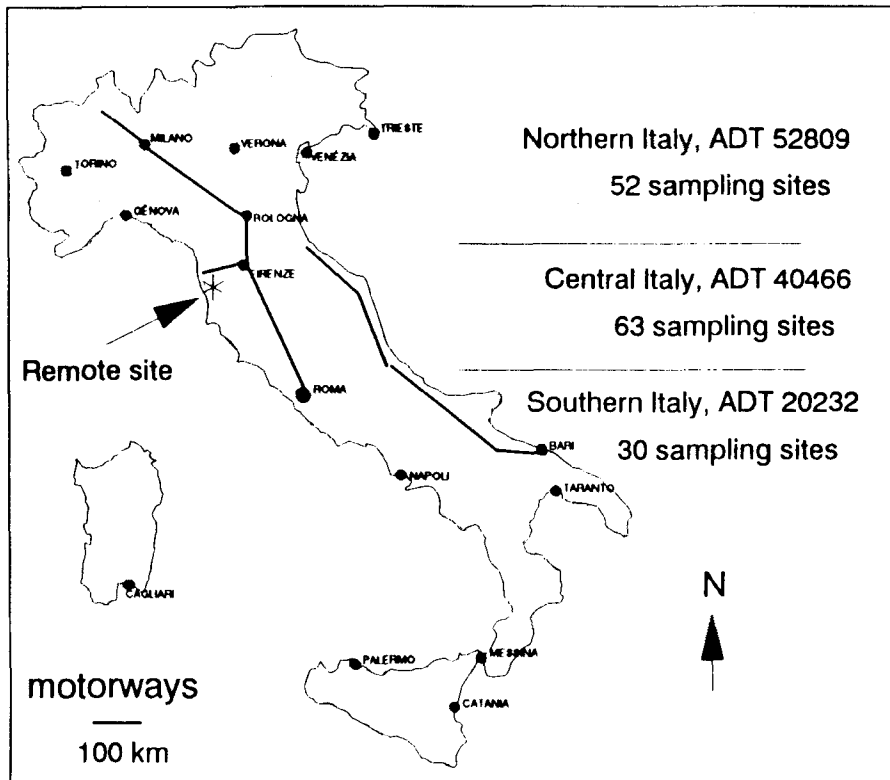 TRIESTE
MILANO
VERONA
VENÉZIA
TORINO
GÉNOVA
BOLOGNA
FIRENZE
Northern Italy, ADT 52809
52 sampling sites
Central Italy, ADT 40466
63 sampling sites
Remote site
ROMA
Southern Italy, ADT 20232
30 sampling sites
BARI
NAPOLI
TARANTO
CAGLIARI
N
PALERMO
MESSINA
CATANIA
motorways
100 km